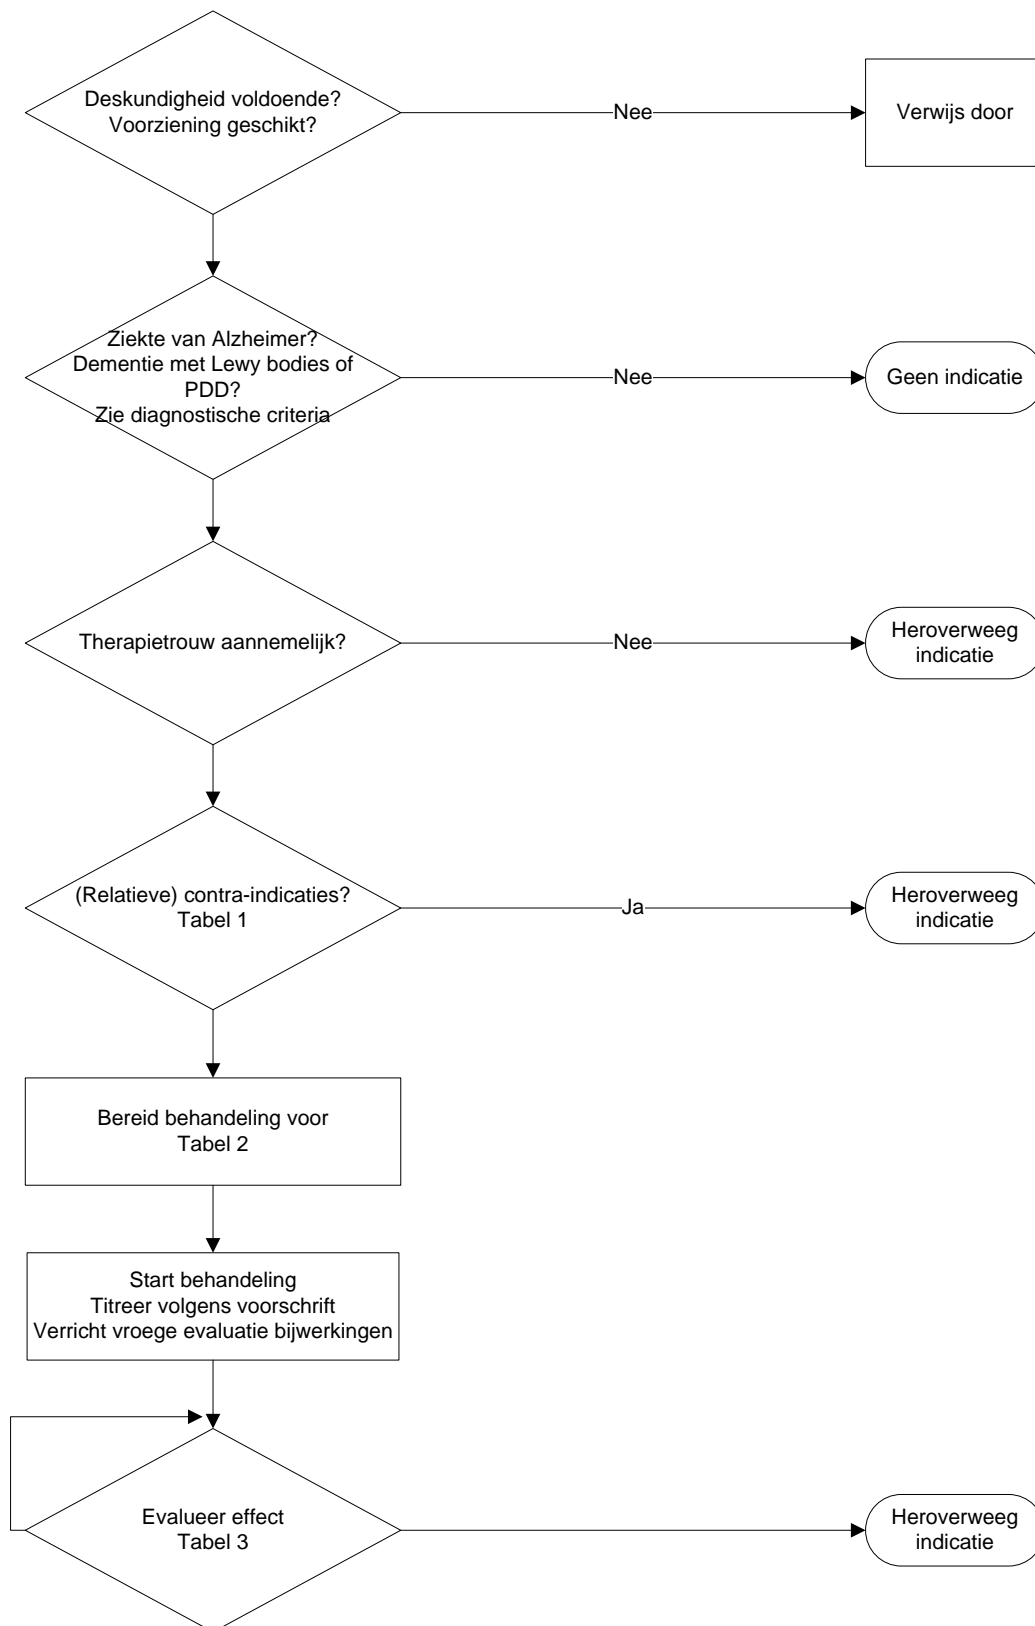 Deskundigheid voldoende?
Voorziening geschikt?
Nee
Verwijs door
Ziekte van Alzheimer?
Dementie met Lewy bodies of
PDD?
Zie diagnostische criteria
Nee
Geen indicatie
Therapietrouw aannemelijk?
Nee
Heroverweeg
indicatie
(Relatieve) contra-indicaties?
Tabel 1
Ja
Heroverweeg
indicatie
Bereid behandeling voor
Tabel 2
Start behandeling
Titreer volgens voorschrift
Verricht vroege evaluatie bijwerkingen
Evalueer effect
Tabel 3
Heroverweeg
indicatie